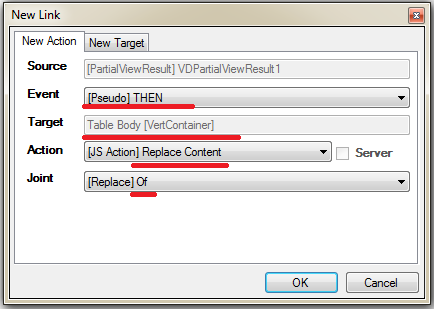 New Link
New Action New Target
Source [PartialViewResult] VDPartialViewResult1
Event [Pseudo] THEN
Target Table Body [VertContainer]
Action [JS Action] Replace Content Server
Joint [Replace] Of
OK Cancel